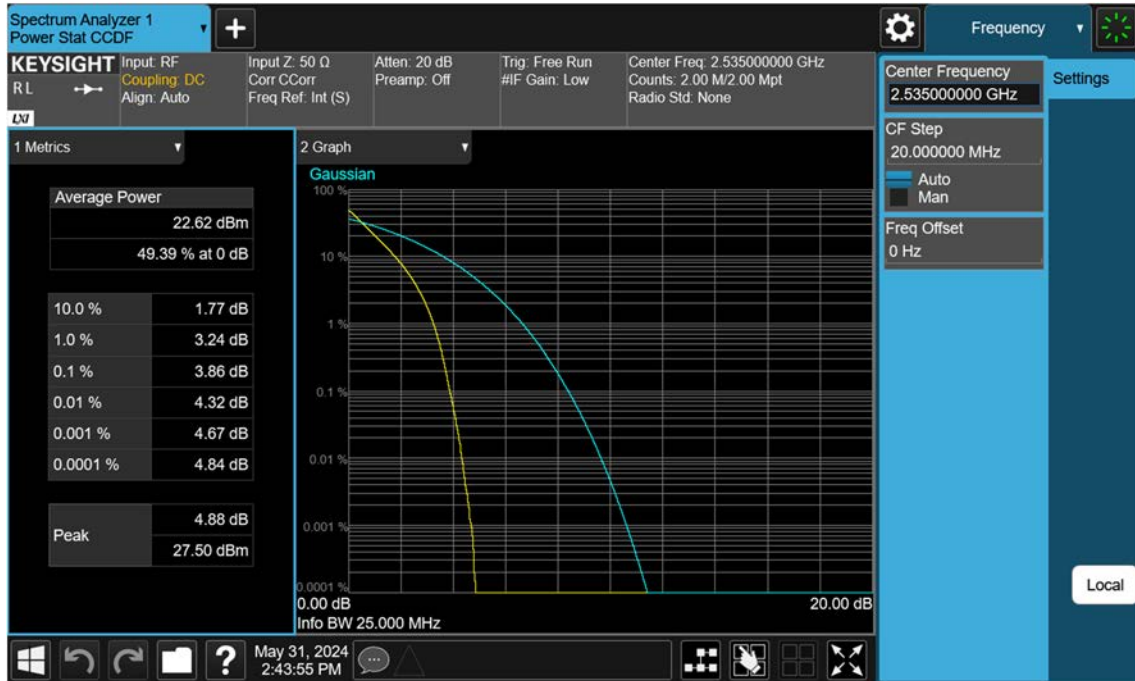 Spectrum Analyzer 1
Power Stat CCDF
Frequency
KEYSIGHT
R L
LXI
Input: RF
Coupling: DC
Align: Auto
Input Z: 50 Ω
Corr CCorr
Freq Ref: Int (S)
Atten: 20 dB
Preamp: Off
Trig: Free Run
#IF Gain: Low
Center Freq: 2.535000000 GHz
Counts: 2.00 M/2.00 Mpt
Radio Std: None
Center Frequency
2.535000000 GHz
Settings
CF Step
20.000000 MHz
Auto
Man
Freq Offset
0 Hz
Local
1 Metrics
Average Power
22.62 dBm
49.39 % at 0 dB
10.0 % 1.77 dB
1.0 % 3.24 dB
0.1 % 3.86 dB
0.01 % 4.32 dB
0.001 % 4.67 dB
0.0001 % 4.84 dB
Peak
4.88 dB
27.50 dBm
2 Graph
Gaussian
100 %
10 %
1 %
0.1 %
0.01 %
0.001 %
0.0001 %
0.00 dB 20.00 dB
Info BW 25.000 MHz
?
May 31, 2024
2:43:55 PM